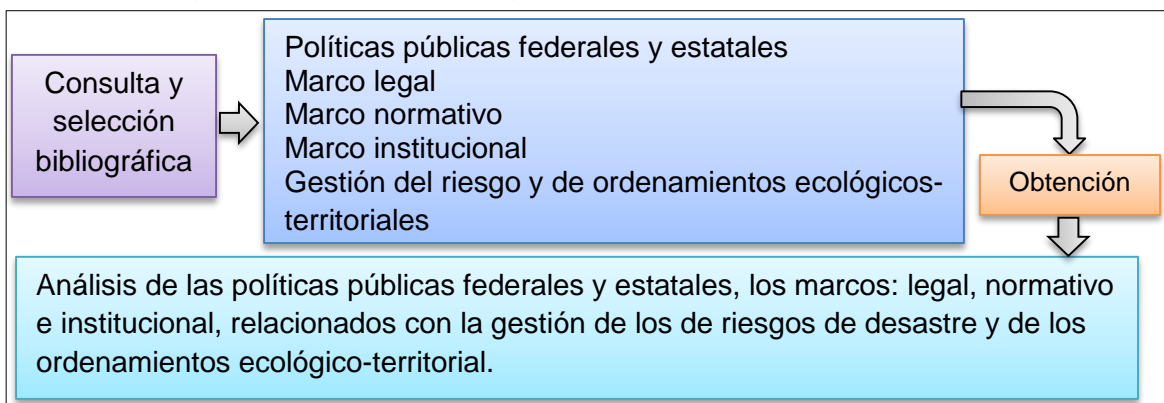 Consulta y
selección
bibliográfica
Políticas públicas federales y estatales
Marco legal
Marco normativo
Marco institucional
Gestión del riesgo y de ordenamientos ecológicos-
territoriales
Obtención
Análisis de las políticas públicas federales y estatales, los marcos: legal, normativo
e institucional, relacionados con la gestión de los de riesgos de desastre y de los
ordenamientos ecológico-territorial.